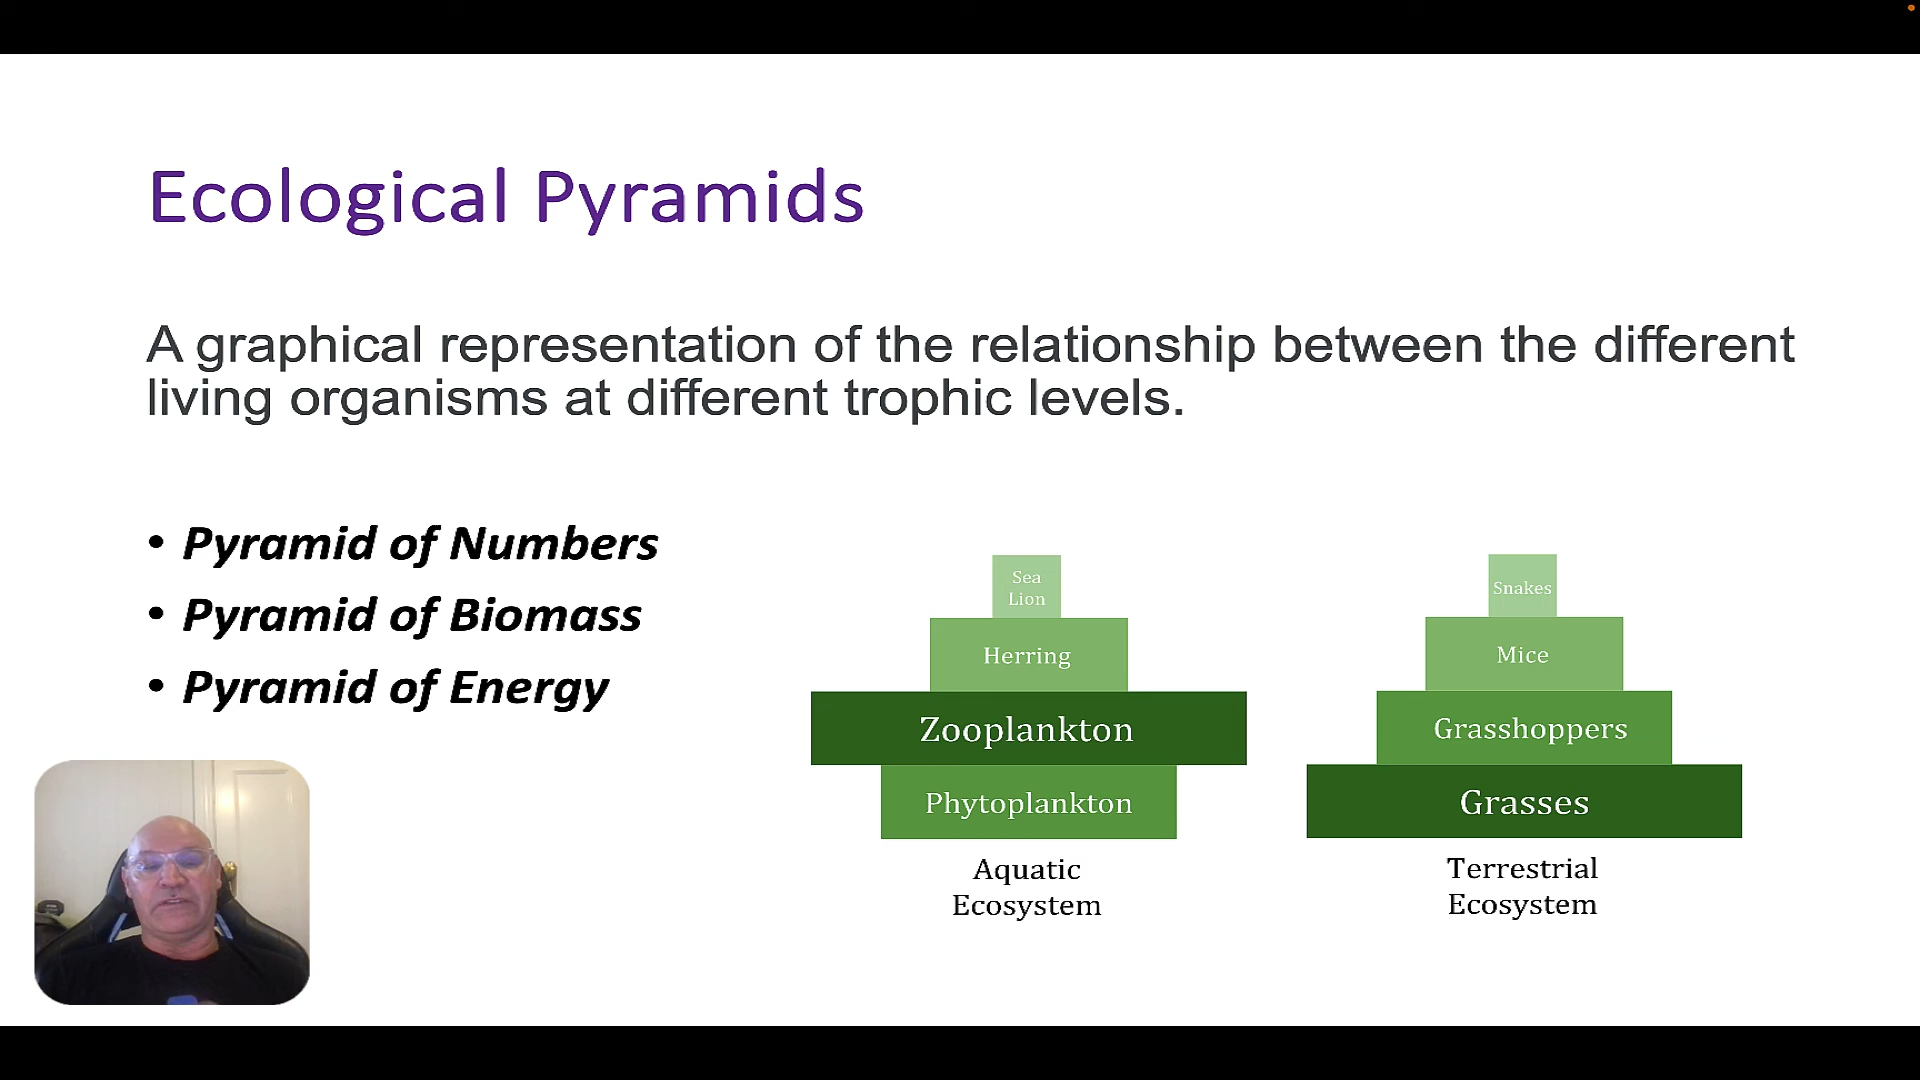 Ecological Pyramids
A graphical representation of the relationship between the different
living organisms at different trophic levels.
• Pyramid of Numbers
• Pyramid of Biomass
• Pyramid of Energy
Sea
Lion
Herring
Zooplankton
Phytoplankton
Aquatic
Ecosystem
Snakes
Mice
Grasshoppers
Grasses
Terrestrial
Ecosystem